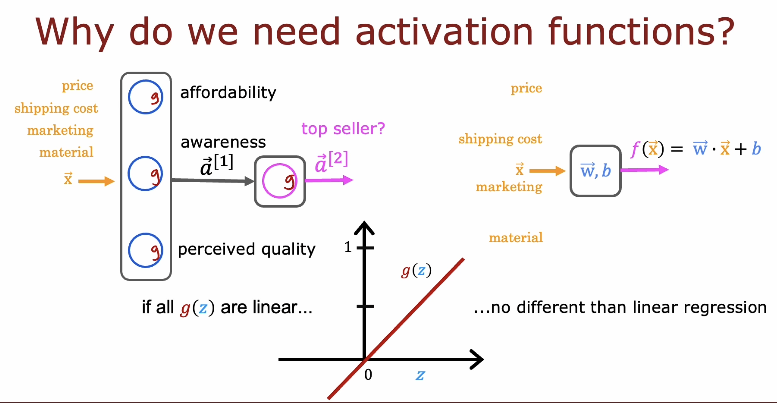 Why do we need activation functions?
price
shipping cost
marketing
material
x⃗
g
g
g
affordability
awareness
a⃗[1]
perceived quality
g
top seller?
a⃗[2]
if all g(z) are linear...
1
g(z)
0
z
price
shipping cost
x⃗
marketing
material
w⃗, b
f(x⃗) = w⃗ · x⃗ + b
...no different than linear regression